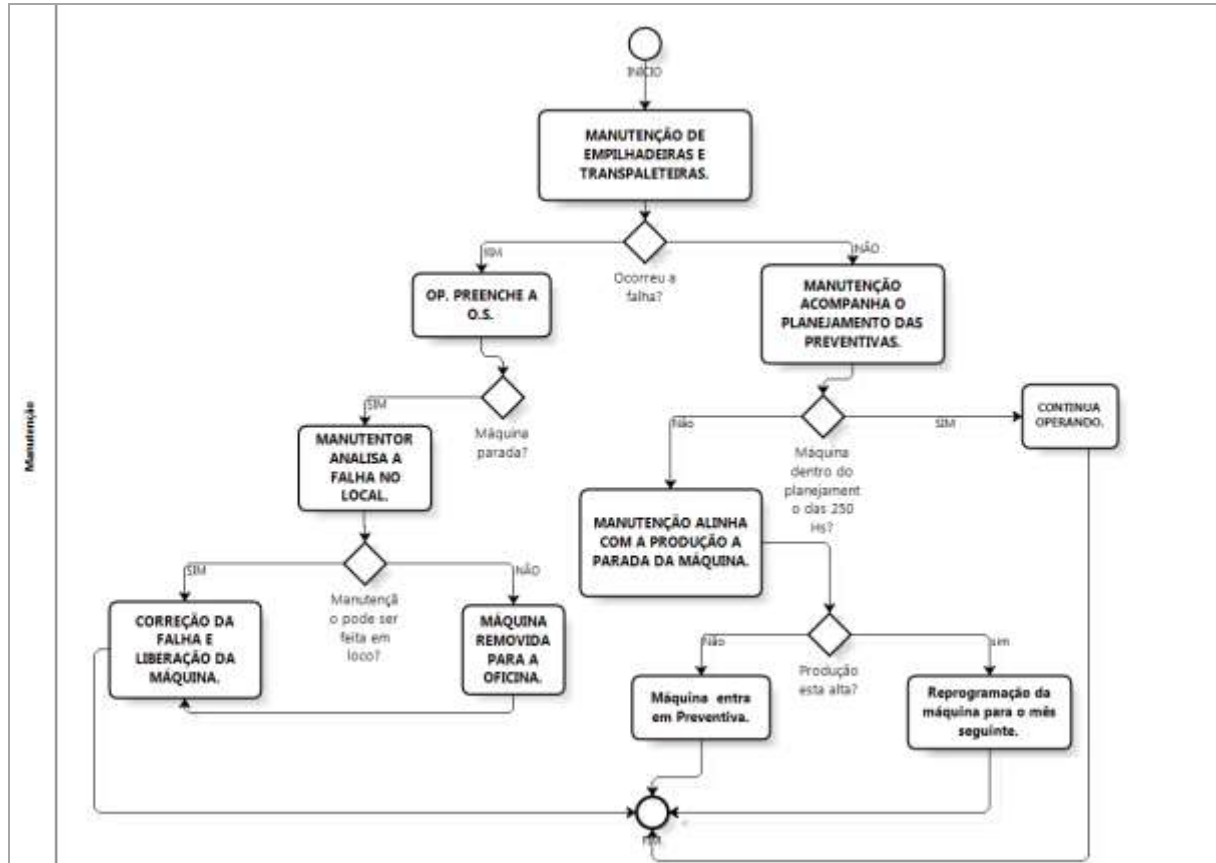 INÍCIO
MANUTENÇÃO DE
EMPILHADEIRAS E
TRANSPALETEIRAS.
SIM
Ocorreu a
falha?
NÃO
OP. PREENCHE A
O.S.
MANUTENÇÃO
ACOMPANHA O
PLANEJAMENTO DAS
PREVENTIVAS.
SIM
Máquina
parada?
Não
Máquina
dentro do
planejament
o das 250
Hs?
SIM
CONTINUA
OPERANDO.
Manutenção
MANUTENTOR
ANALISA A
FALHA NO
LOCAL.
MANUTENÇÃO ALINHA
COM A PRODUÇÃO A
PARADA DA MÁQUINA.
SIM
Manutençã
o pode ser
feita em
loco?
NÃO
CORREÇÃO DA
FALHA E
LIBERAÇÃO DA
MÁQUINA.
MÁQUINA
REMOVIDA
PARA A
OFICINA.
Não
Produção
esta alta?
sim
Máquina entra
em Preventiva.
Reprogramação da
máquina para o mês
seguinte.
FIM